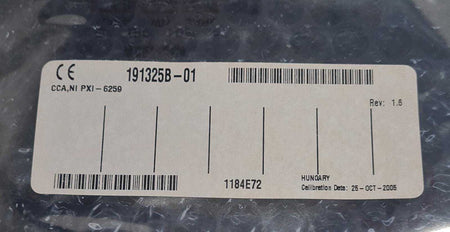 CE 191325B-01
CCA,NI PXI-6259
Rev: 1.6
1184E72
HUNGARY
Calibration Date: 25-OCT-2005